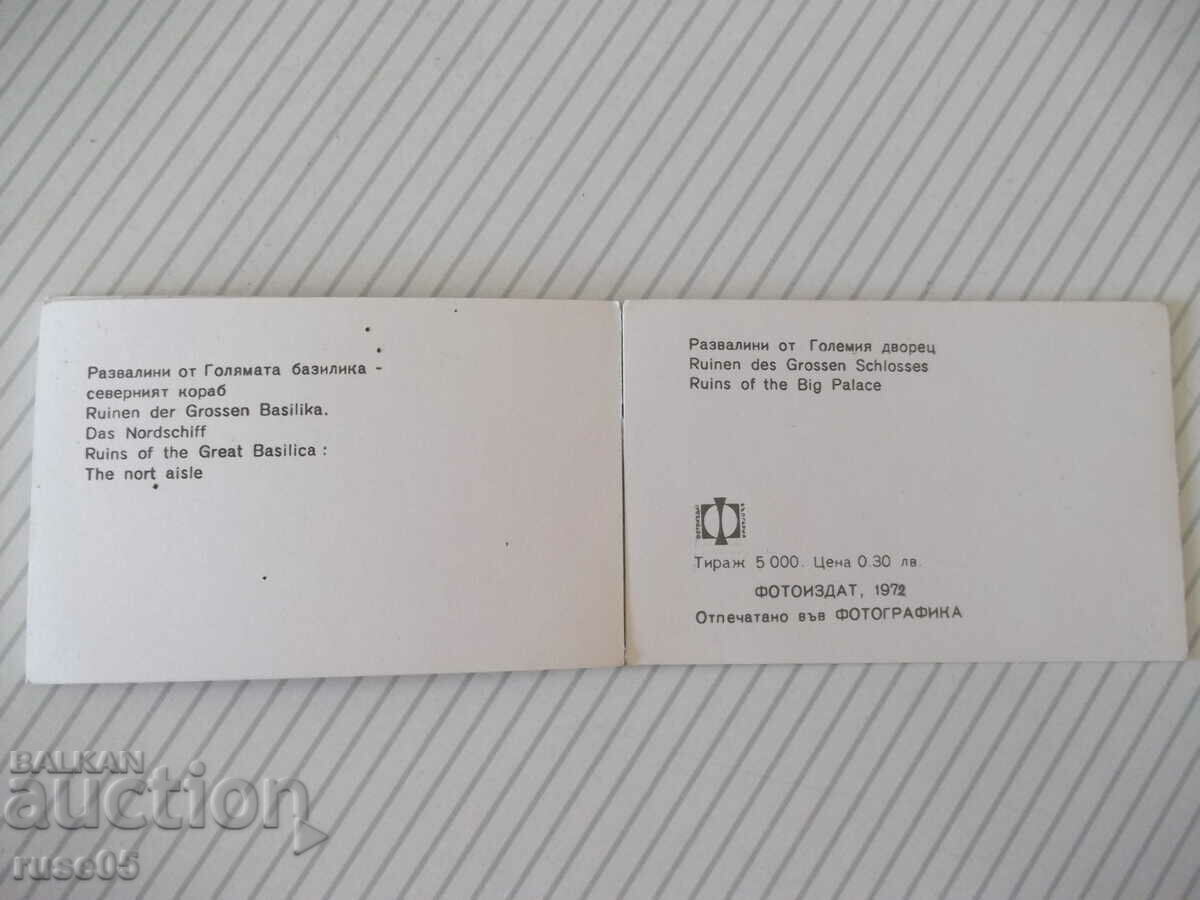 Развалини от Голямата базилика -
северният кораб
Ruinen der Grossen Basilika.
Das Nordschiff
Ruins of the Great Basilica :
The nort aisle
Развалини от Големия дворец
Ruinen des Grossen Schlosses
Ruins of the Big Palace
Тираж 5 000. Цена 0.30 лв.
ФОТОИЗДАТ, 1972
Отпечатано във ФОТОГРАФИКА
BALKAN
auction
ruse05